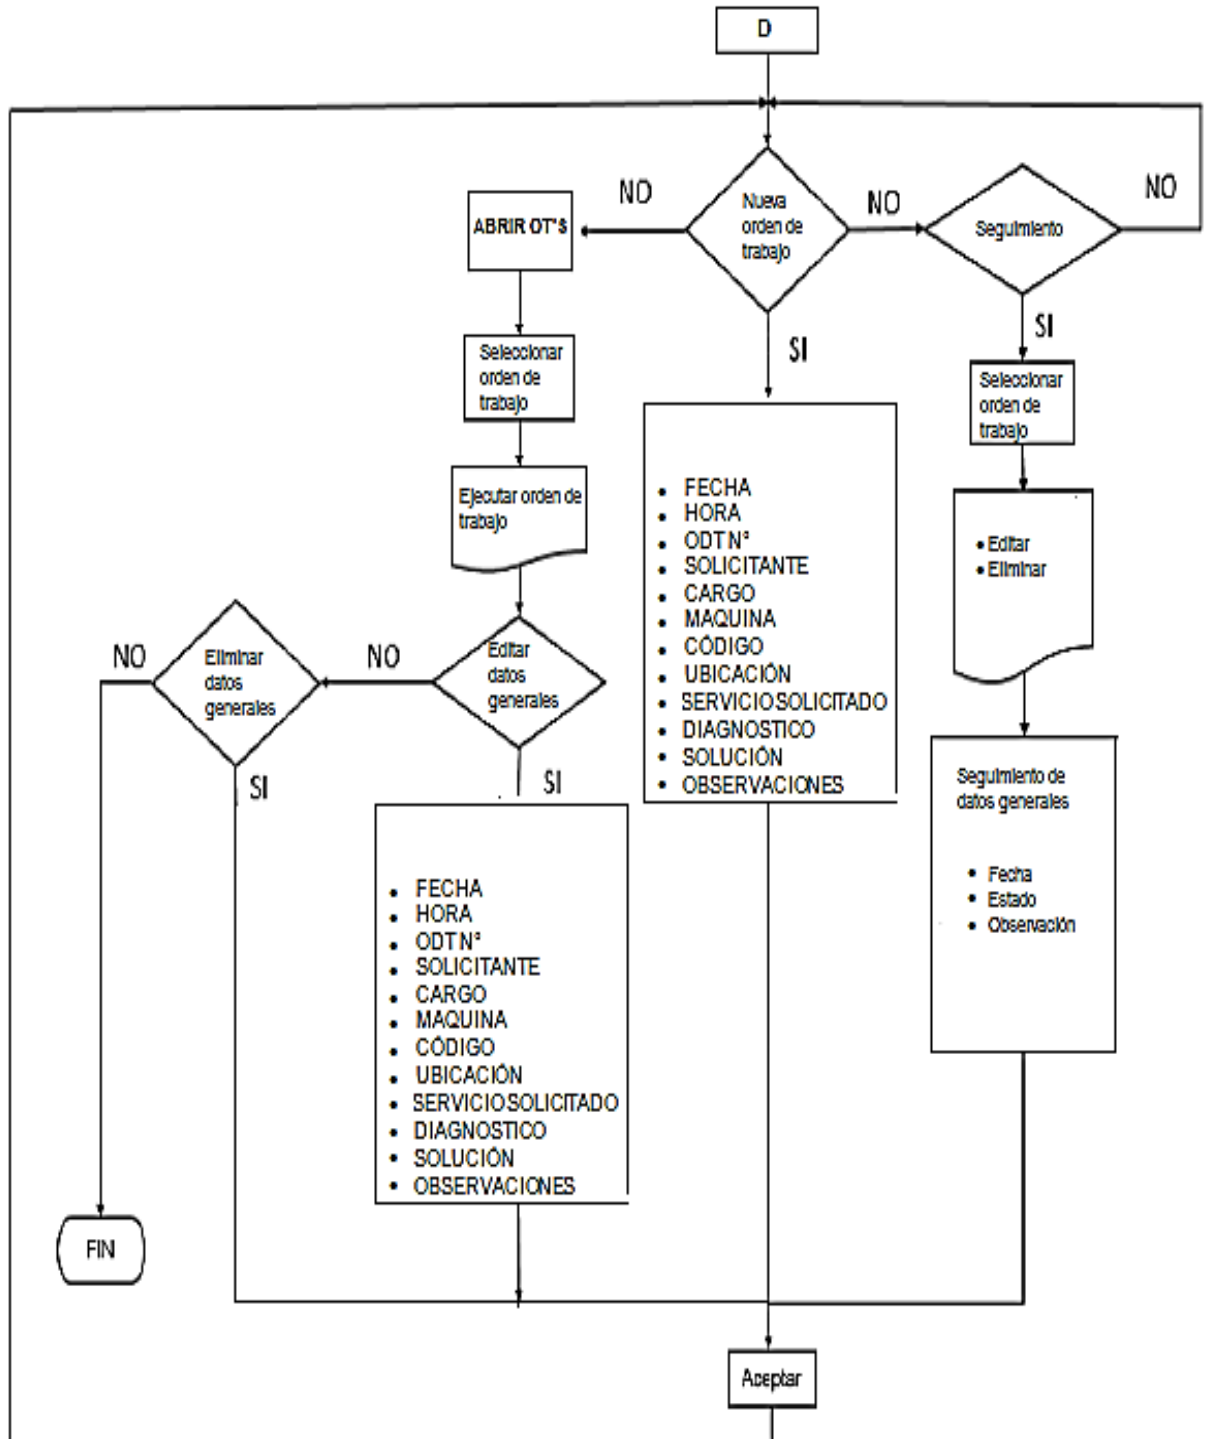 D
NO
Nueva
orden de
trabajo
NO
Seguimiento
NO
ABRIR OT"S
SI
SI
Seleccionar
orden de
trabajo
Seleccionar
orden de
trabajo
Ejecutar orden de
trabajo
• FECHA
• HORA
• ODT N°
• SOLICITANTE
• CARGO
• MAQUINA
• CÓDIGO
• UBICACIÓN
• SERVICIO SOLICITADO
• DIAGNOSTICO
• SOLUCIÓN
• OBSERVACIONES
• Editar
• Eliminar
NO
Eliminar
datos
generales
NO
Editar
datos
generales
SI
SI
Seguimiento de
datos generales
• Fecha
• Estado
• Observación
• FECHA
• HORA
• ODT N°
• SOLICITANTE
• CARGO
• MAQUINA
• CÓDIGO
• UBICACIÓN
• SERVICIO SOLICITADO
• DIAGNOSTICO
• SOLUCIÓN
• OBSERVACIONES
FIN
Aceptar